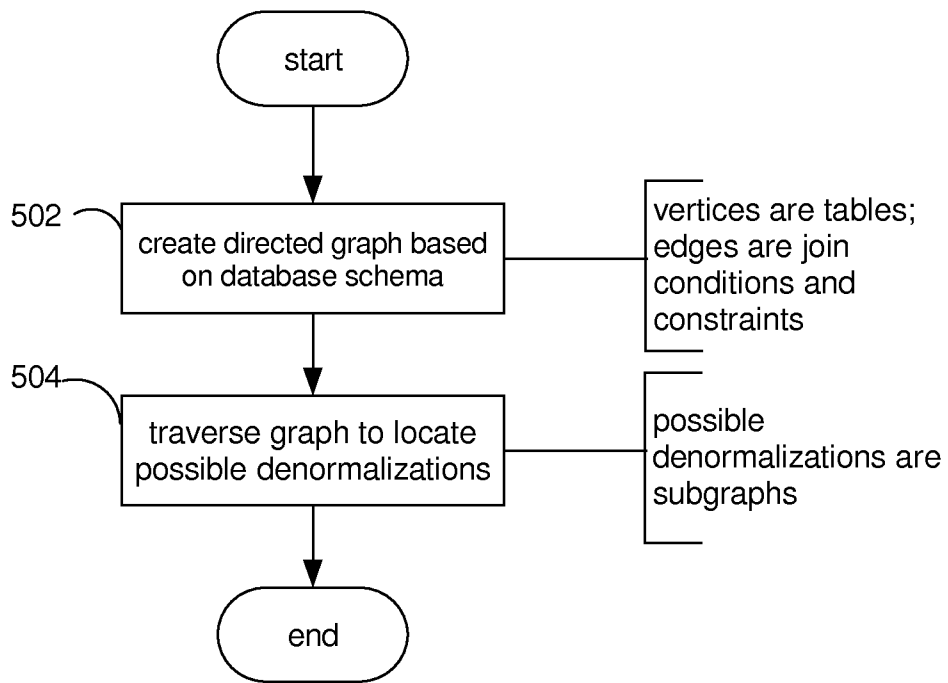 start
502
create directed graph based
on database schema
vertices are tables;
edges are join
conditions and
constraints
504
traverse graph to locate
possible denormalizations
possible
denormalizations are
subgraphs
end